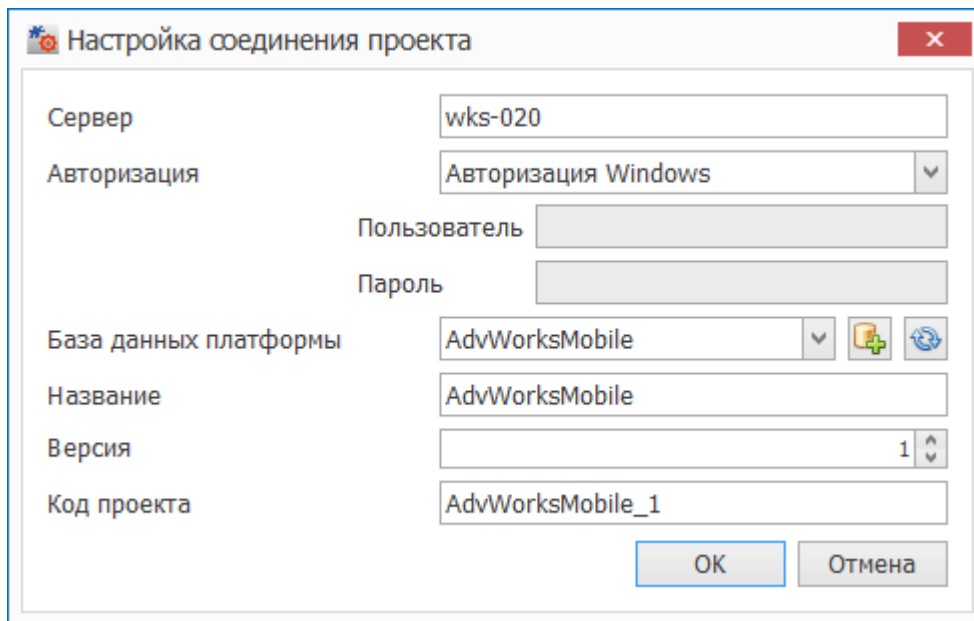 Настройка соединения проекта
Сервер wks-020
Авторизация Авторизация Windows
Пользователь
Пароль
База данных платформы AdvWorksMobile
Название AdvWorksMobile
Версия 1
Код проекта AdvWorksMobile_1
OK Отмена